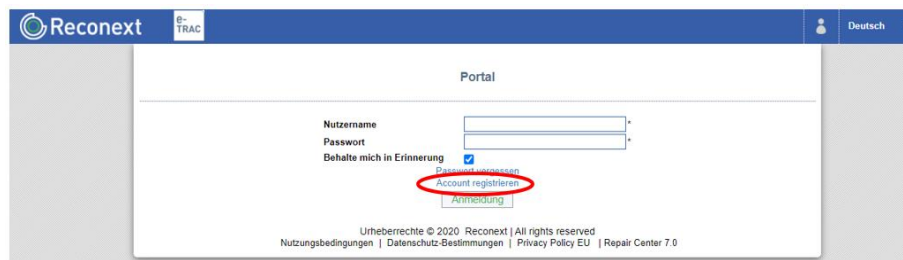 Reconext
e-
TRAC
Deutsch
Portal
Nutzername *
Passwort *
Behalte mich in Erinnerung
Passwort vergessen
Account registrieren
Anmeldung
Urheberrechte © 2020 Reconext | All rights reserved
Nutzungsbedingungen | Datenschutz-Bestimmungen | Privacy Policy EU | Repair Center 7.0